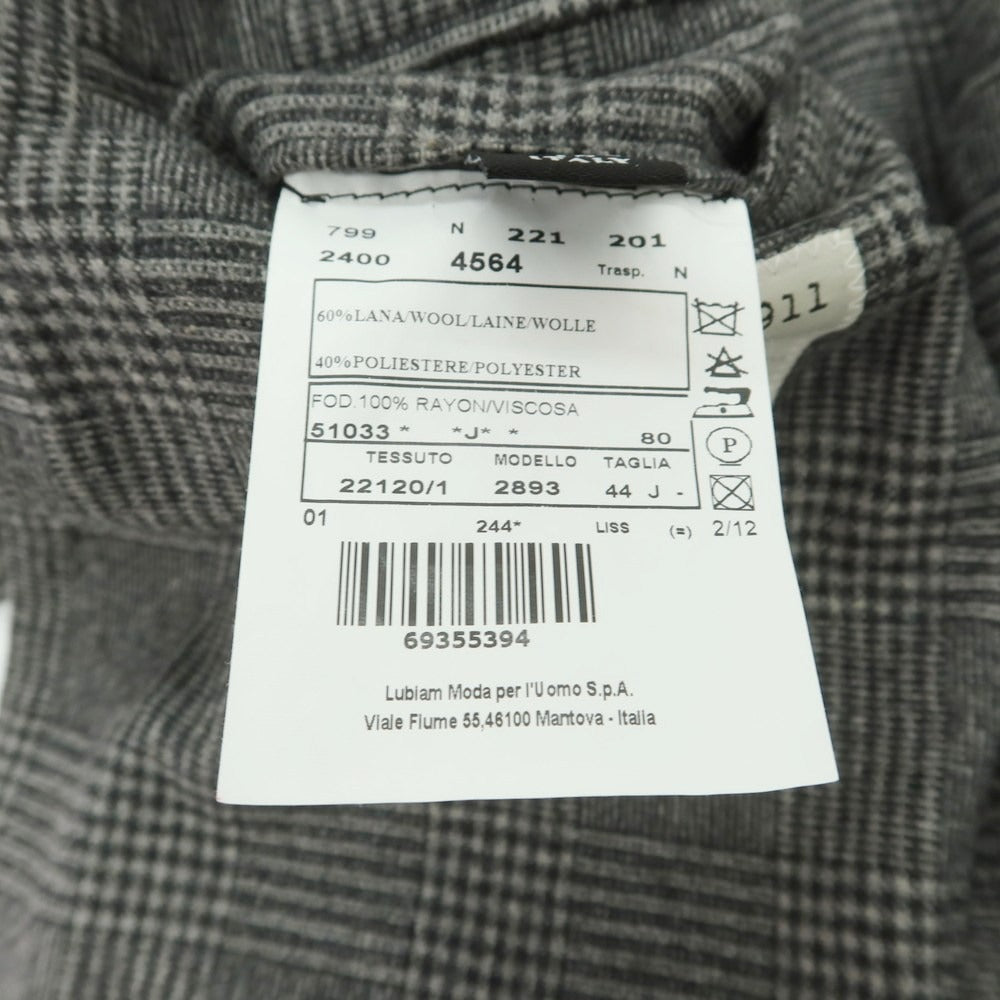 ITALY
799 N 221 201
2400 4564 Trasp. N
60%LANA/WOOL/LAINE/WOLLE
40%POLIESTERE/POLYESTER
FOD.100% RAYON/VISCOSA
51033 * *J* * 80
TESSUTO MODELLO TAGLIA
22120/1 2893 44 J -
01 244* LISS (=) 2/12
69355394
Lubiam Moda per l'Uomo S.p.A.
Viale Fiume 55,46100 Mantova - Italia
P
911